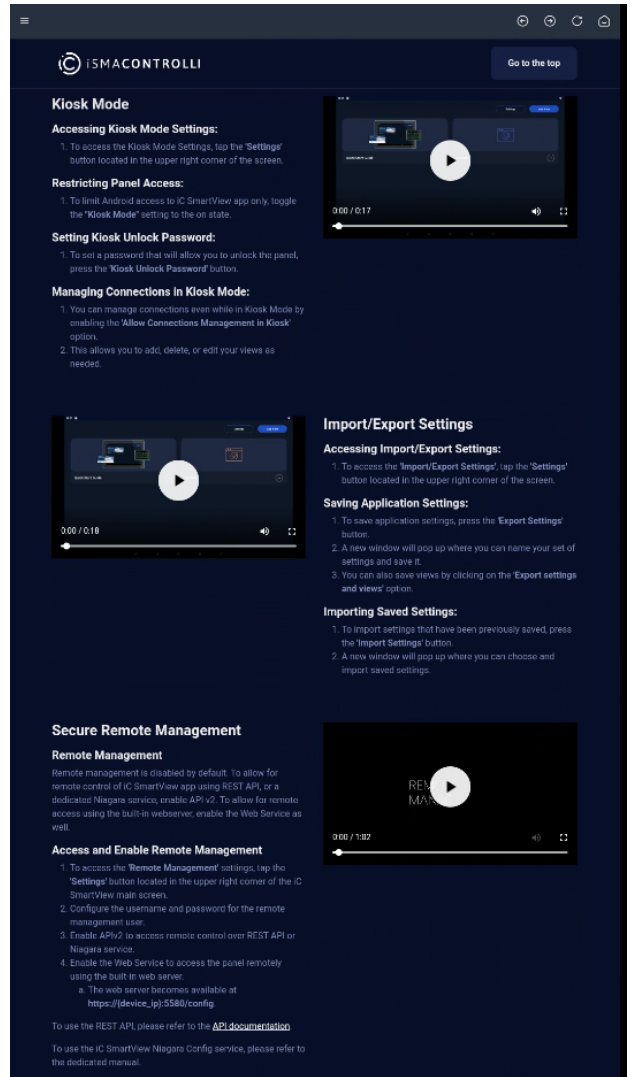 iSMACONTROLLI
Go to the top
Kiosk Mode
Accessing Kiosk Mode Settings:
1. To access the Kiosk Mode Settings, tap the 'Settings'
button located in the upper right corner of the screen.
Restricting Panel Access:
1. To limit Android access to iC SmartView app only, toggle
the "Kiosk Mode" setting to the on state.
Setting Kiosk Unlock Password:
1. To set a password that will allow you to unlock the panel,
press the 'Kiosk Unlock Password' button.
Managing Connections in Kiosk Mode:
1. You can manage connections even while in Kiosk Mode by
enabling the 'Allow Connections Management in Kiosk'
option.
2. This allows you to add, delete, or edit your views as
needed.
0:00 / 0:17
0:00 / 0:18
Import/Export Settings
Accessing Import/Export Settings:
1. To access the 'Import/Export Settings', tap the 'Settings'
button located in the upper right corner of the screen.
Saving Application Settings:
1. To save application settings, press the 'Export Settings'
button.
2. A new window will pop up where you can name your set of
settings and save it.
3. You can also save views by clicking on the 'Export settings
and views' option.
Importing Saved Settings:
1. To import settings that have been previously saved, press
the 'Import Settings' button.
2. A new window will pop up where you can choose and
import saved settings.
Secure Remote Management
Remote Management
Remote management is disabled by default. To allow for
remote control of iC SmartView app using REST API, or a
dedicated Niagara service, enable API v2. To allow for remote
access using the built-in webserver, enable the Web Service as
well.
Access and Enable Remote Management
1. To access the 'Remote Management' settings, tap the
'Settings' button located in the upper right corner of the iC
SmartView main screen.
2. Configure the username and password for the remote
management user.
3. Enable APIv2 to access remote control over REST API or
Niagara service.
4. Enable the Web Service to access the panel remotely
using the built in web server.
a. The web server becomes available at
https://{device_ip}:5580/config.
To use the REST API, please refer to the API documentation.
To use the iC SmartView Niagara Config service, please refer to
the dedicated manual.
0:00 / 1:02